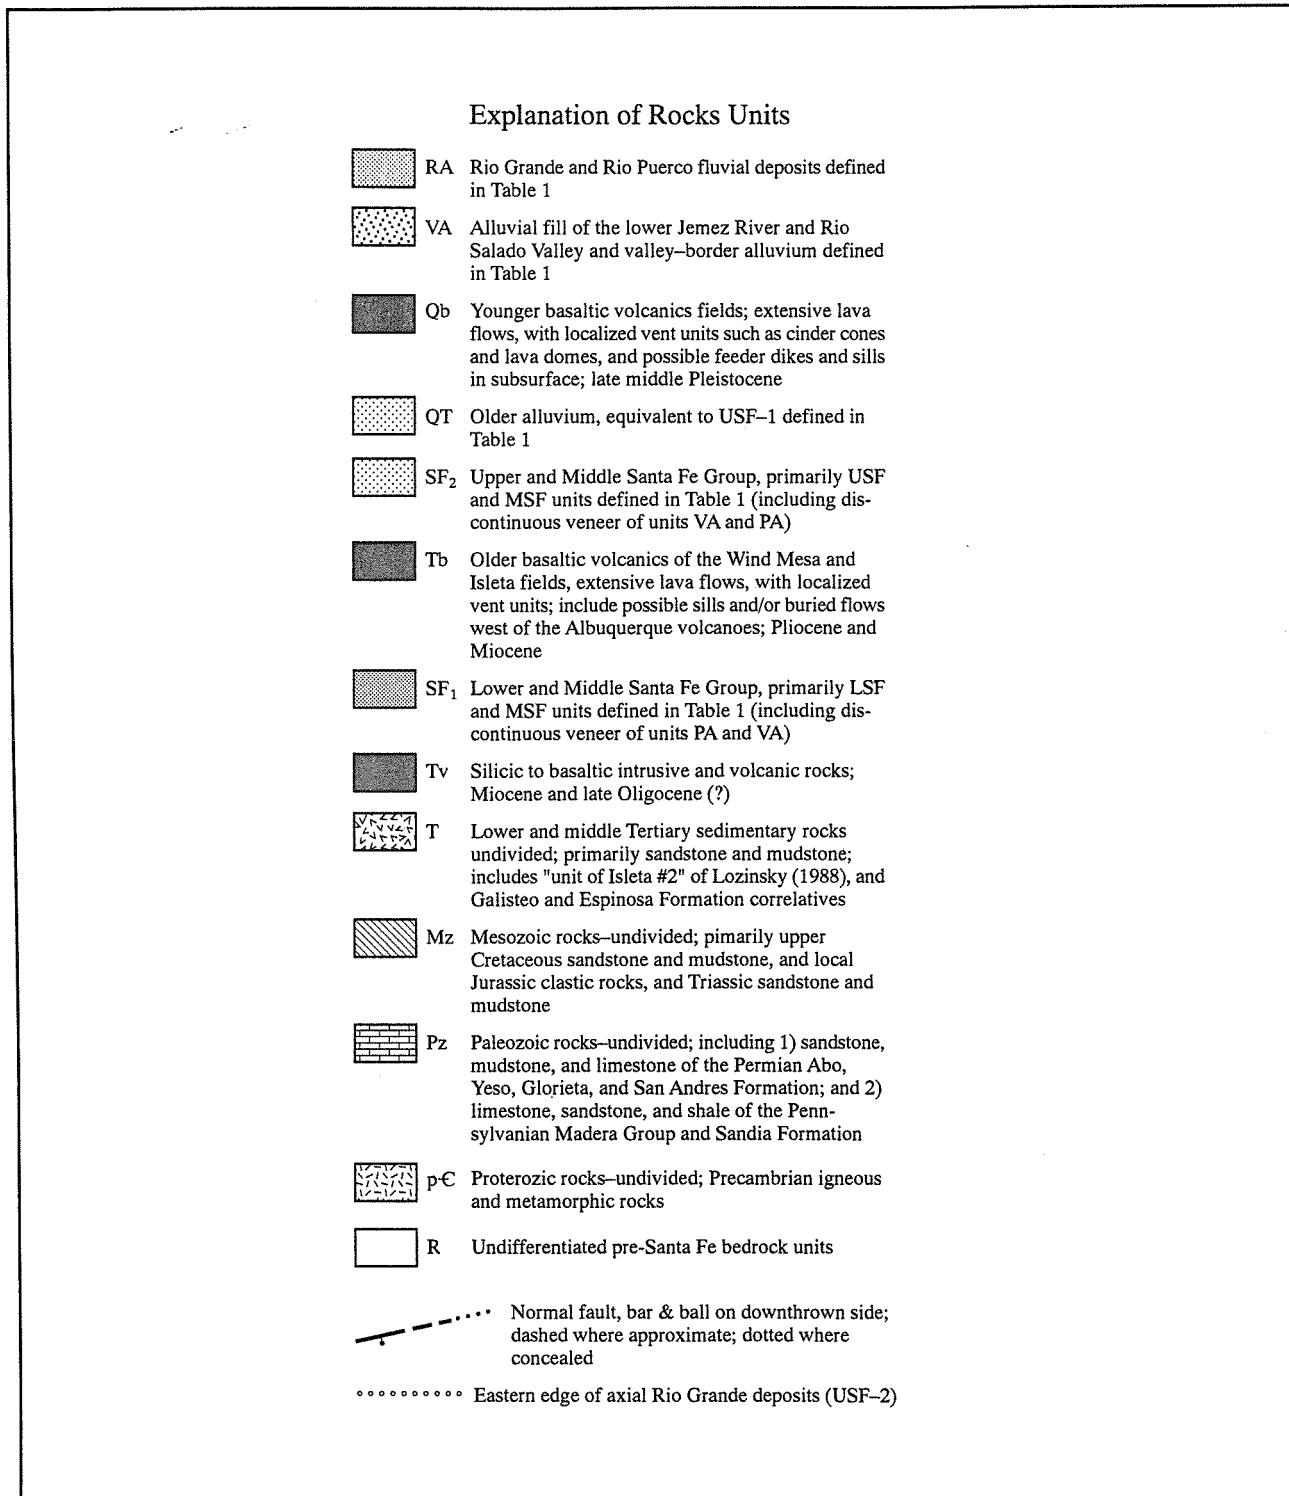 Explanation of Rocks Units
RA Rio Grande and Rio Puerco fluvial deposits defined
in Table 1
VA Alluvial fill of the lower Jemez River and Rio
Salado Valley and valley–border alluvium defined
in Table 1
Qb Younger basaltic volcanics fields; extensive lava
flows, with localized vent units such as cinder cones
and lava domes, and possible feeder dikes and sills
in subsurface; late middle Pleistocene
QT Older alluvium, equivalent to USF–1 defined in
Table 1
SF2 Upper and Middle Santa Fe Group, primarily USF
and MSF units defined in Table 1 (including dis-
continuous veneer of units VA and PA)
Tb Older basaltic volcanics of the Wind Mesa and
Isleta fields, extensive lava flows, with localized
vent units; include possible sills and/or buried flows
west of the Albuquerque volcanoes; Pliocene and
Miocene
SF1 Lower and Middle Santa Fe Group, primarily LSF
and MSF units defined in Table 1 (including dis-
continuous veneer of units PA and VA)
Tv Silicic to basaltic intrusive and volcanic rocks;
Miocene and late Oligocene (?)
T Lower and middle Tertiary sedimentary rocks
undivided; primarily sandstone and mudstone;
includes "unit of Isleta #2" of Lozinsky (1988), and
Galisteo and Espinosa Formation correlatives
Mz Mesozoic rocks–undivided; pimarily upper
Cretaceous sandstone and mudstone, and local
Jurassic clastic rocks, and Triassic sandstone and
mudstone
Pz Paleozoic rocks–undivided; including 1) sandstone,
mudstone, and limestone of the Permian Abo,
Yeso, Glorieta, and San Andres Formation; and 2)
limestone, sandstone, and shale of the Penn-
sylvanian Madera Group and Sandia Formation
p-Є Proterozic rocks–undivided; Precambrian igneous
and metamorphic rocks
R Undifferentiated pre-Santa Fe bedrock units
Normal fault, bar & ball on downthrown side;
dashed where approximate; dotted where
concealed
Eastern edge of axial Rio Grande deposits (USF–2)